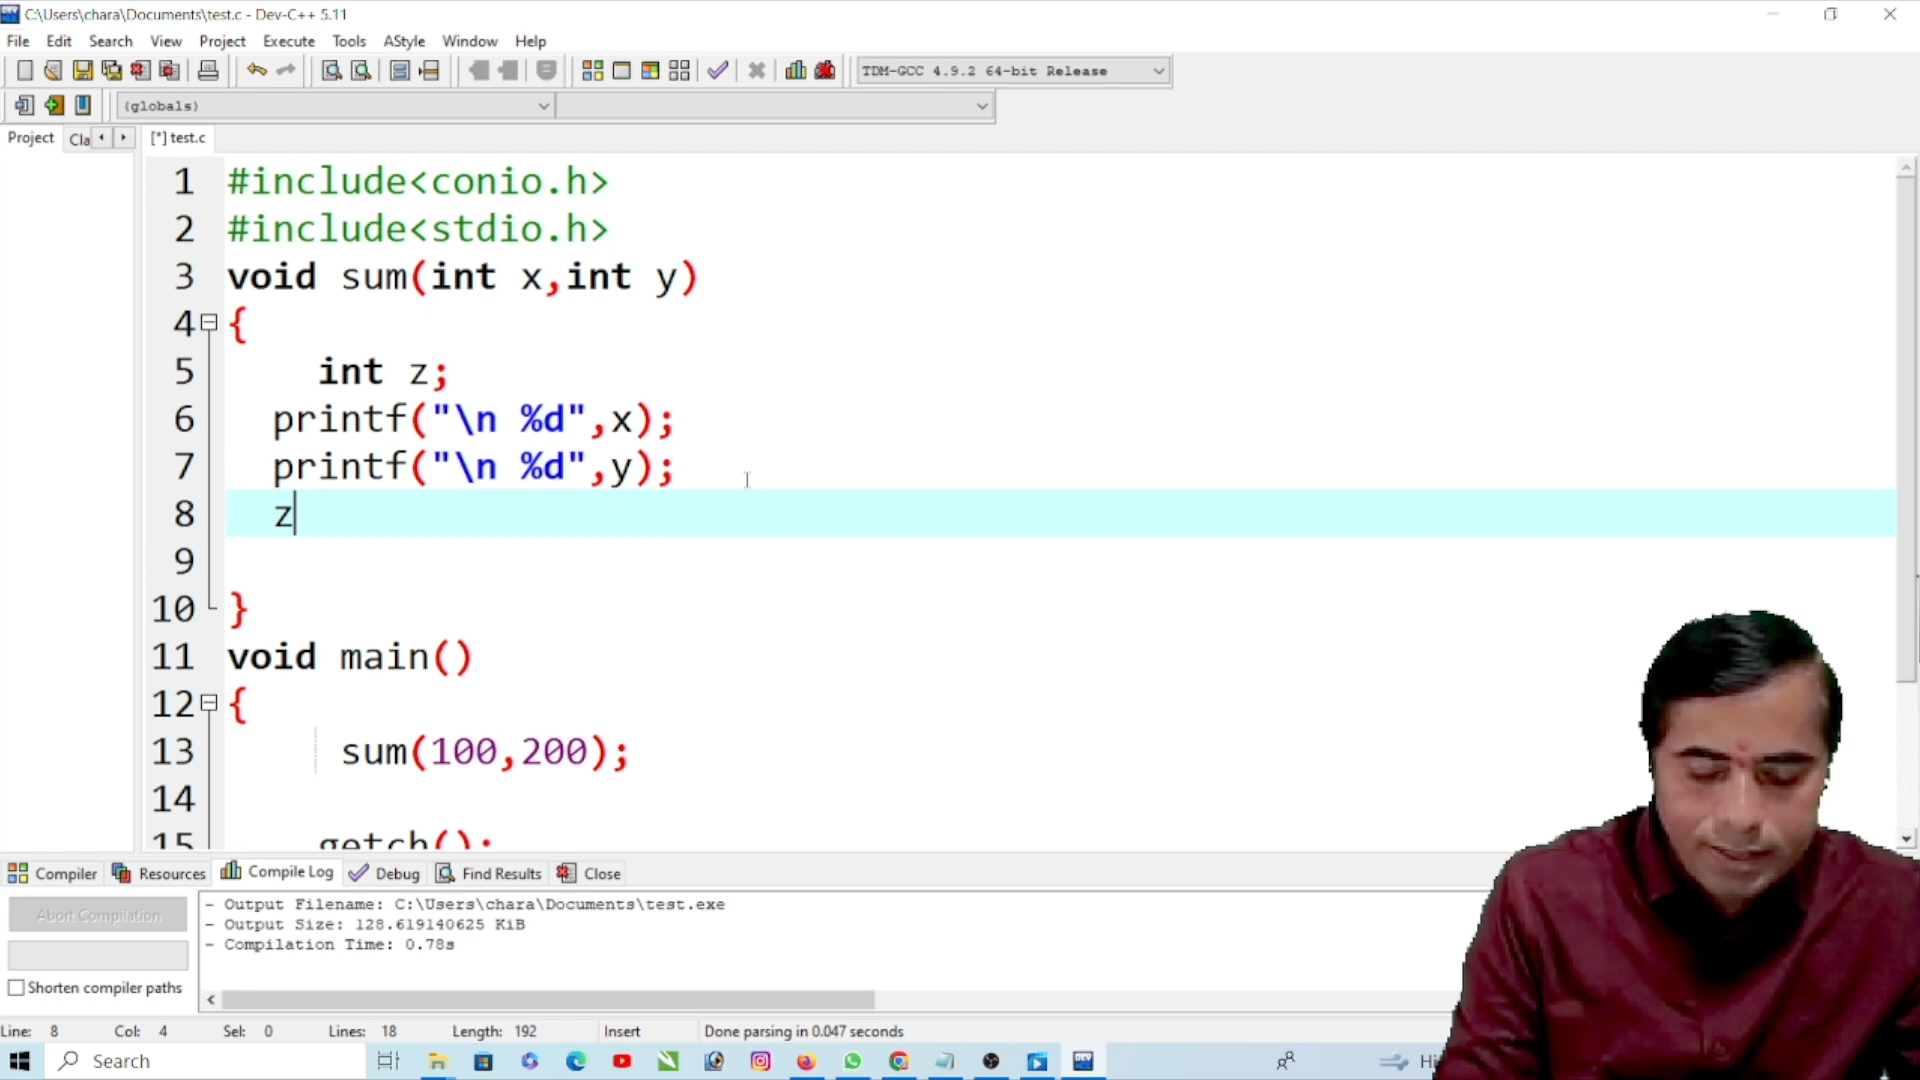 C:\Users\chara\Documents\test.c - Dev-C++ 5.11
File Edit Search View Project Execute Tools AStyle Window Help
TDM-GCC 4.9.2 64-bit Release
(globals)
Project Cla [*] test.c
1 #include<conio.h>
2 #include<stdio.h>
3 void sum(int x,int y)
4 {
5 int z;
6 printf("\n %d",x);
7 printf("\n %d",y);
8 z
9
10 }
11 void main()
12 {
13 sum(100,200);
14
15 getch();
Compiler Resources Compile Log Debug Find Results Close
Abort Compilation
- Output Filename: C:\Users\chara\Documents\test.exe
- Output Size: 128.619140625 KiB
- Compilation Time: 0.78s
Shorten compiler paths
Line: 8 Col: 4 Sel: 0 Lines: 18 Length: 192 Insert Done parsing in 0.047 seconds
Search